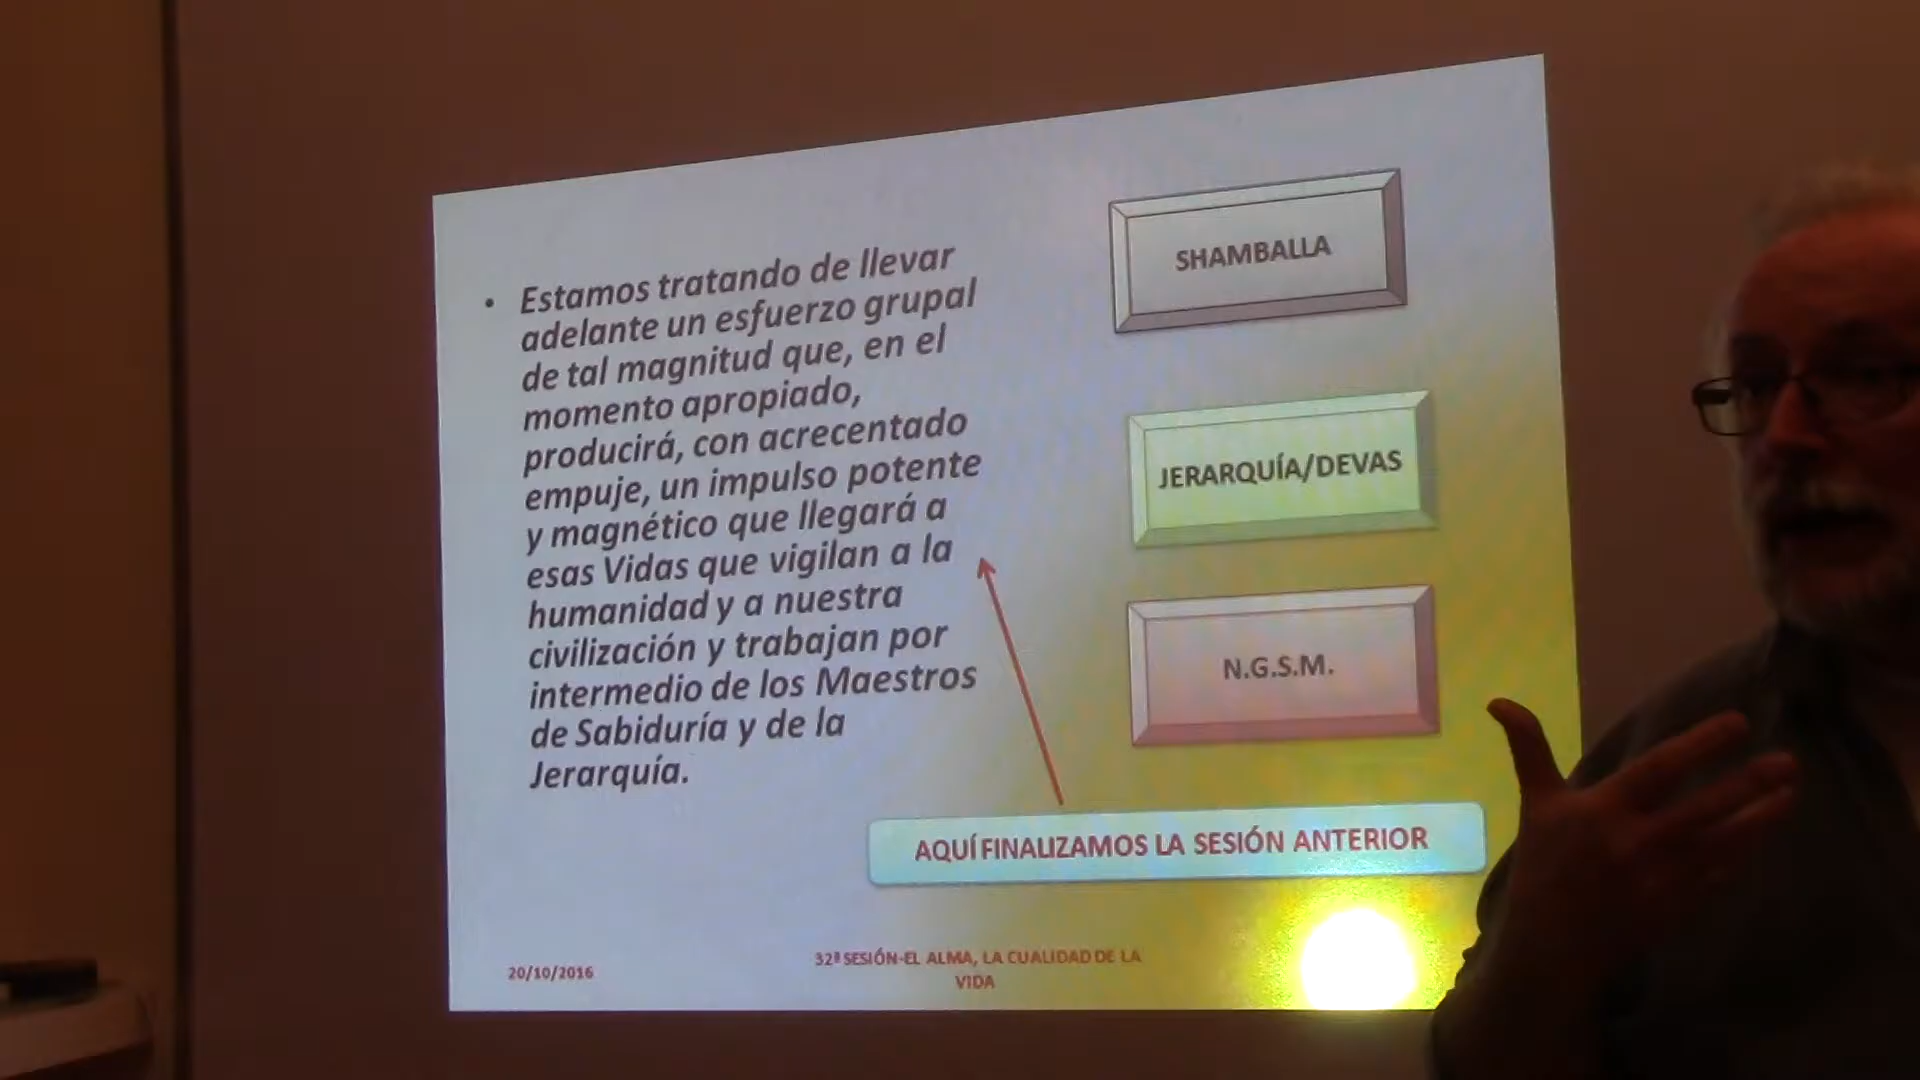 • Estamos tratando de llevar
adelante un esfuerzo grupal
de tal magnitud que, en el
momento apropiado,
producirá, con acrecentado
empuje, un impulso potente
y magnético que llegará a
esas Vidas que vigilan a la
humanidad y a nuestra
civilización y trabajan por
intermedio de los Maestros
de Sabiduría y de la
Jerarquía.
SHAMBALLA
JERARQUÍA/DEVAS
N.G.S.M.
AQUÍ FINALIZAMOS LA SESIÓN ANTERIOR
20/10/2016
32ª SESIÓN-EL ALMA, LA CUALIDAD DE LA
VIDA